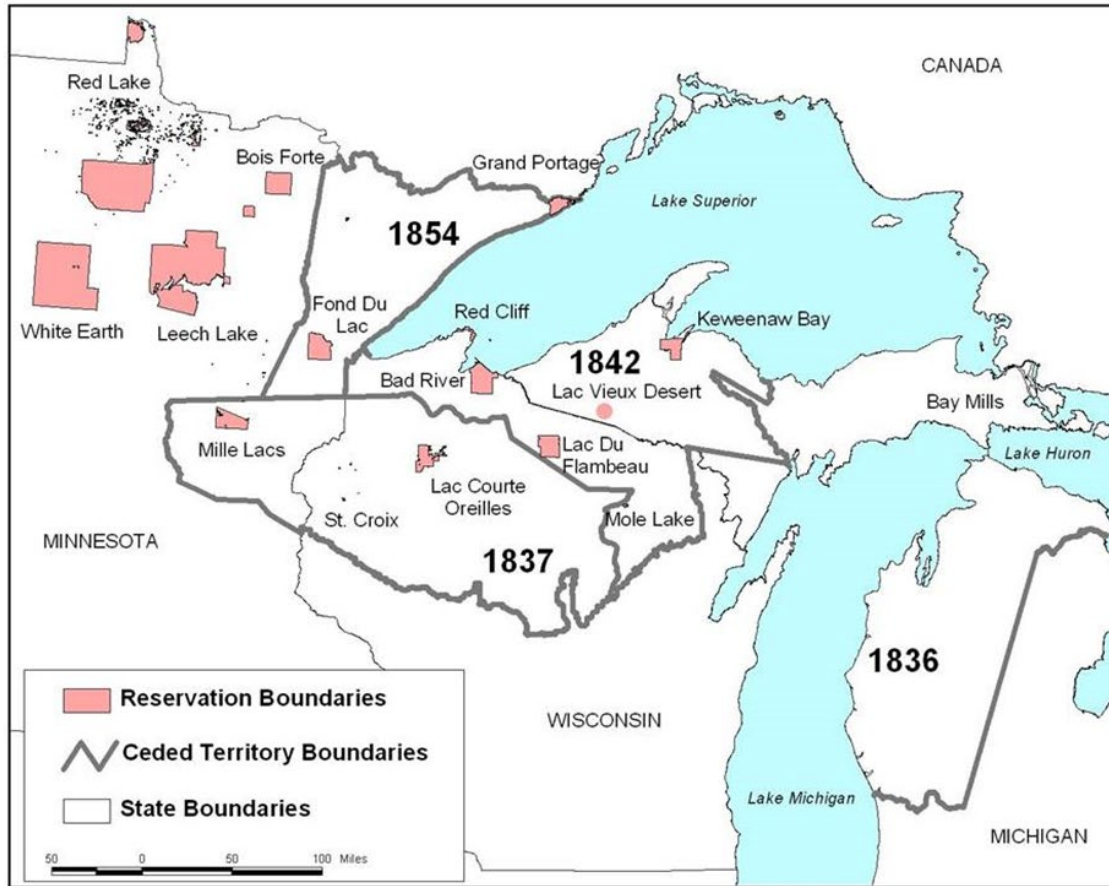 CANADA
Red Lake
Bois Forte
Grand Portage
1854
Lake Superior
White Earth
Leech Lake
Fond Du
Lac
Red Cliff
Keweenaw Bay
1842
Bad River
Lac Vieux Desert
Bay Mills
Mille Lacs
Lac Du
Flambeau
Lake Huron
Lac Courte
Oreilles
St. Croix
Mole Lake
MINNESOTA
1837
1836
WISCONSIN
Lake Michigan
MICHIGAN
Reservation Boundaries
Ceded Territory Boundaries
State Boundaries
50 0 50 100 Miles